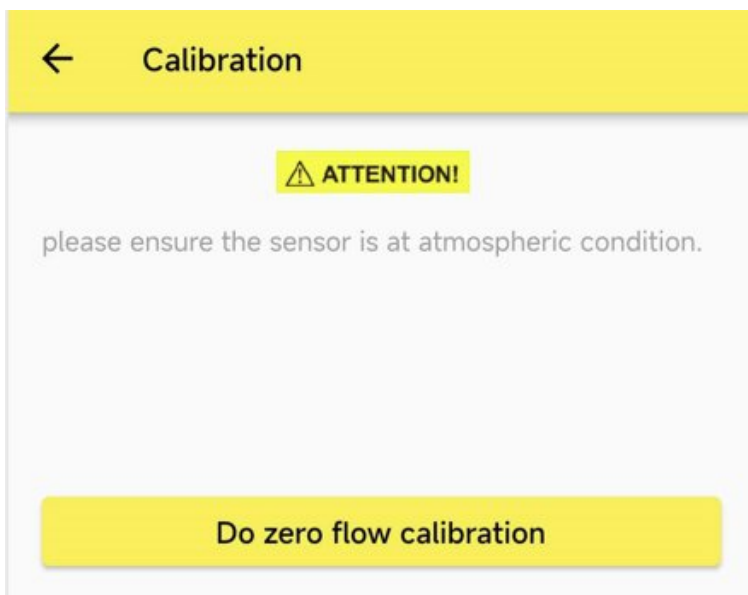 Calibration
⚠ ATTENTION!
please ensure the sensor is at atmospheric condition.
Do zero flow calibration